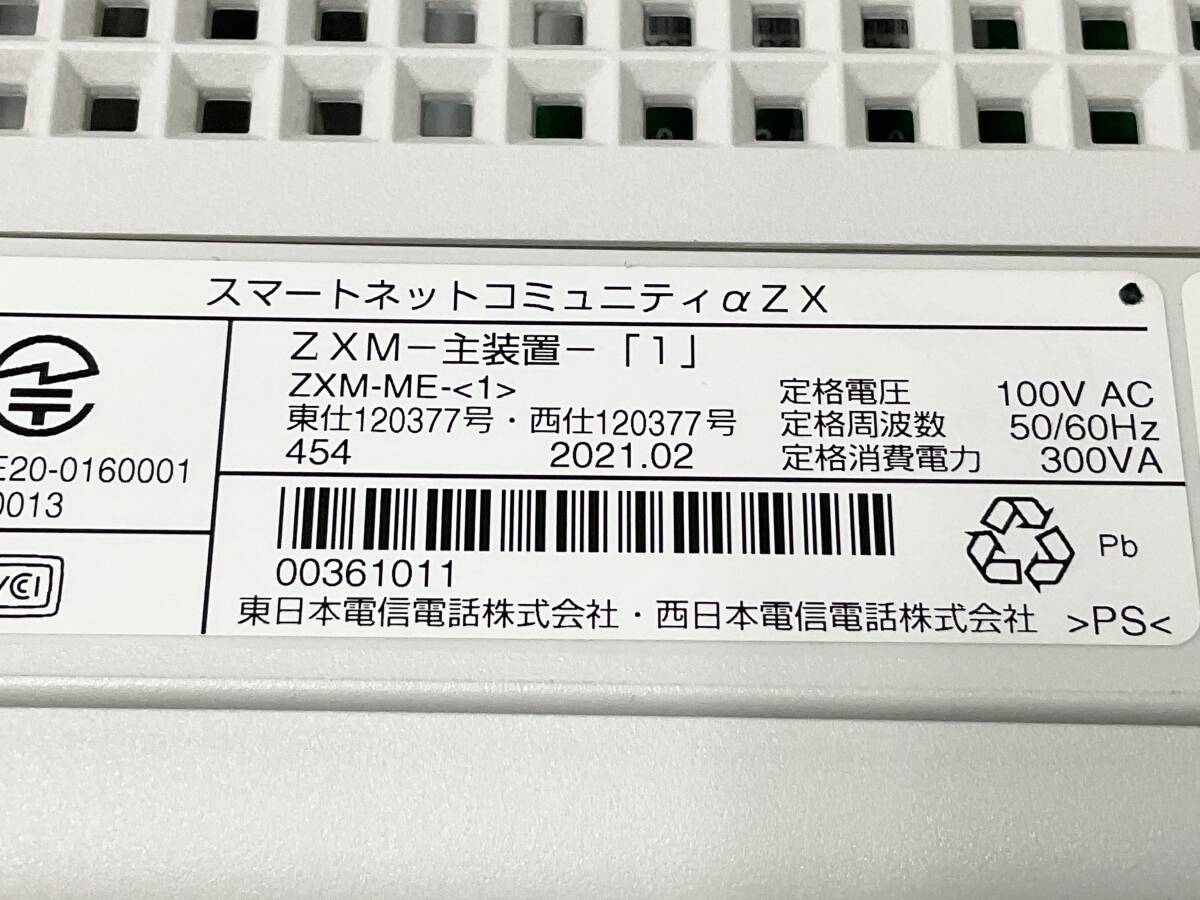 スマートネットコミュニティαZX
ZXM－主装置－「1」
ZXM-ME-<1>
東仕120377号・西仕120377号
454 2021.02
定格電圧 100V AC
定格周波数 50/60Hz
定格消費電力 300VA
E20-0160001
0013
VCCI
00361011
Pb
東日本電信電話株式会社・西日本電信電話株式会社 >PS<